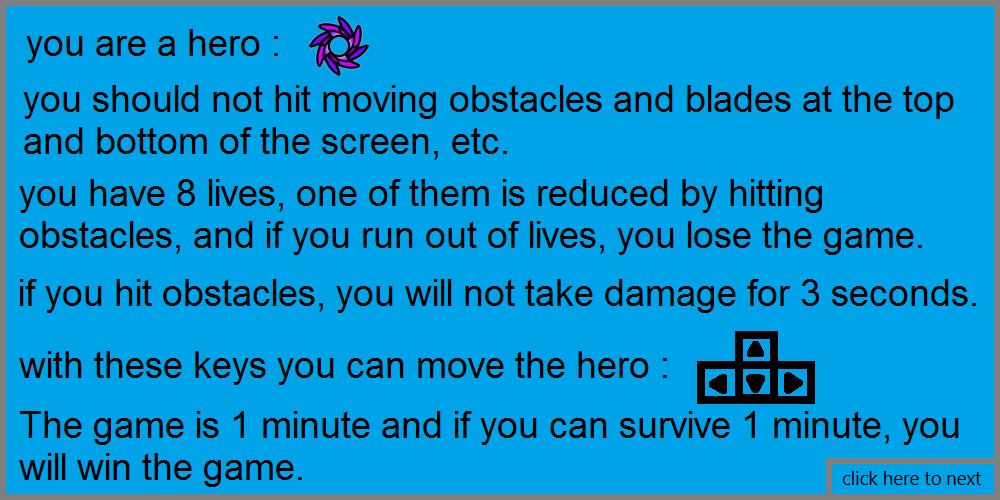 you are a hero :
you should not hit moving obstacles and blades at the top
and bottom of the screen, etc.
you have 8 lives, one of them is reduced by hitting
obstacles, and if you run out of lives, you lose the game.
if you hit obstacles, you will not take damage for 3 seconds.
with these keys you can move the hero :
The game is 1 minute and if you can survive 1 minute, you
will win the game.
click here to next